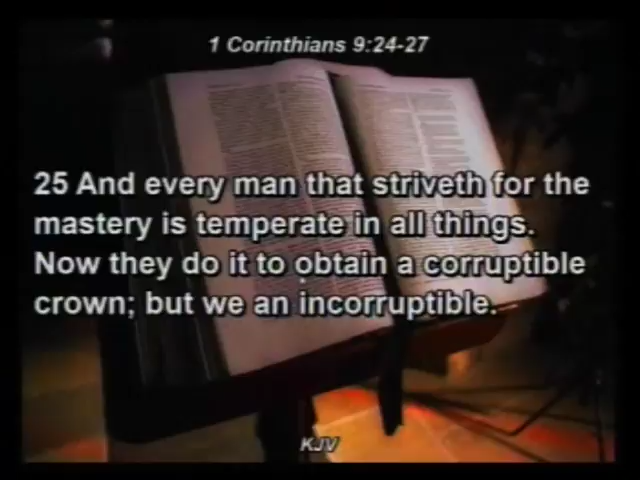 1 Corinthians 9:24-27
25 And every man that striveth for the
mastery is temperate in all things.
Now they do it to obtain a corruptible
crown; but we an incorruptible.
KJV